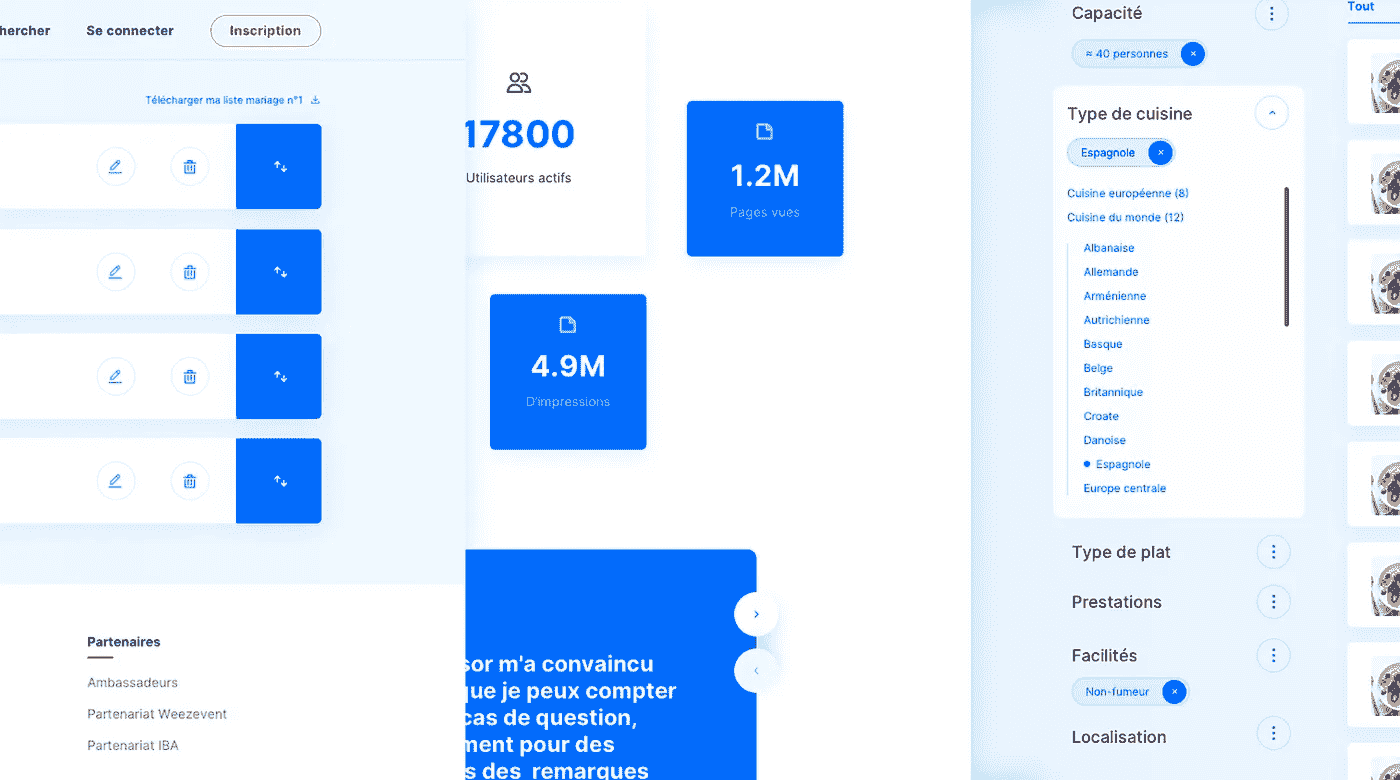 hercher
Se connecter
Inscription
Télécharger ma liste mariage n°1
Partenaires
Ambassadeurs
Partenariat Weezevent
Partenariat IBA
17800
Utilisateurs actifs
1.2M
Pages vues
4.9M
D'impressions
sor m'a convaincu
que je peux compter
cas de question,
ment pour des
s des remarques
Capacité
≈ 40 personnes
Type de cuisine
Espagnole
Cuisine européenne (8)
Cuisine du monde (12)
Albanaise
Allemande
Arménienne
Autrichienne
Basque
Belge
Britannique
Croate
Danoise
Espagnole
Europe centrale
Type de plat
Prestations
Facilités
Non-fumeur
Localisation
Tout